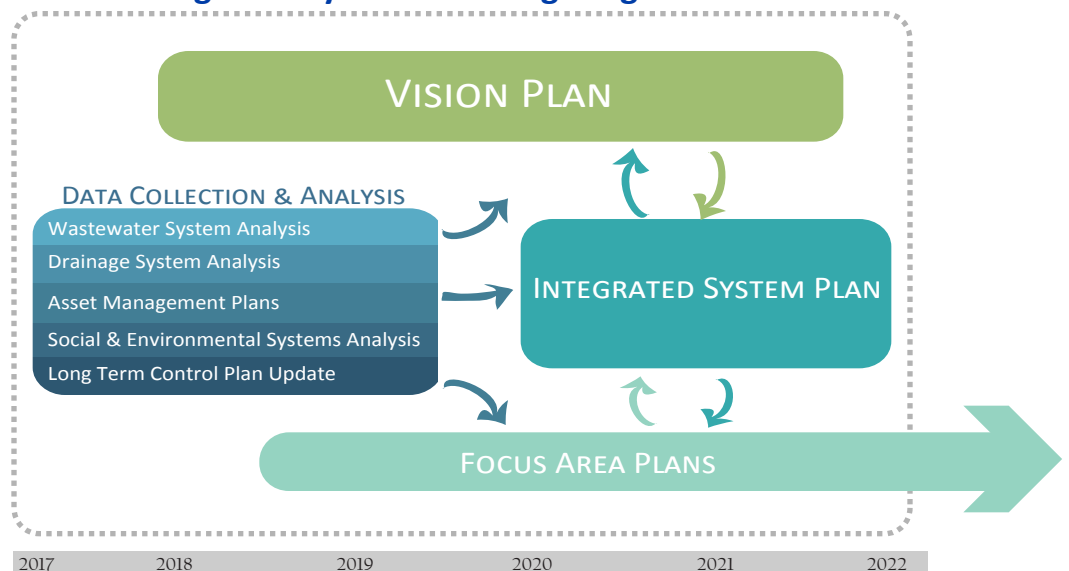 VISION PLAN
DATA COLLECTION & ANALYSIS
Wastewater System Analysis
Drainage System Analysis
Asset Management Plans
Social & Environmental Systems Analysis
Long Term Control Plan Update
INTEGRATED SYSTEM PLAN
FOCUS AREA PLANS
2017 2018 2019 2020 2021 2022